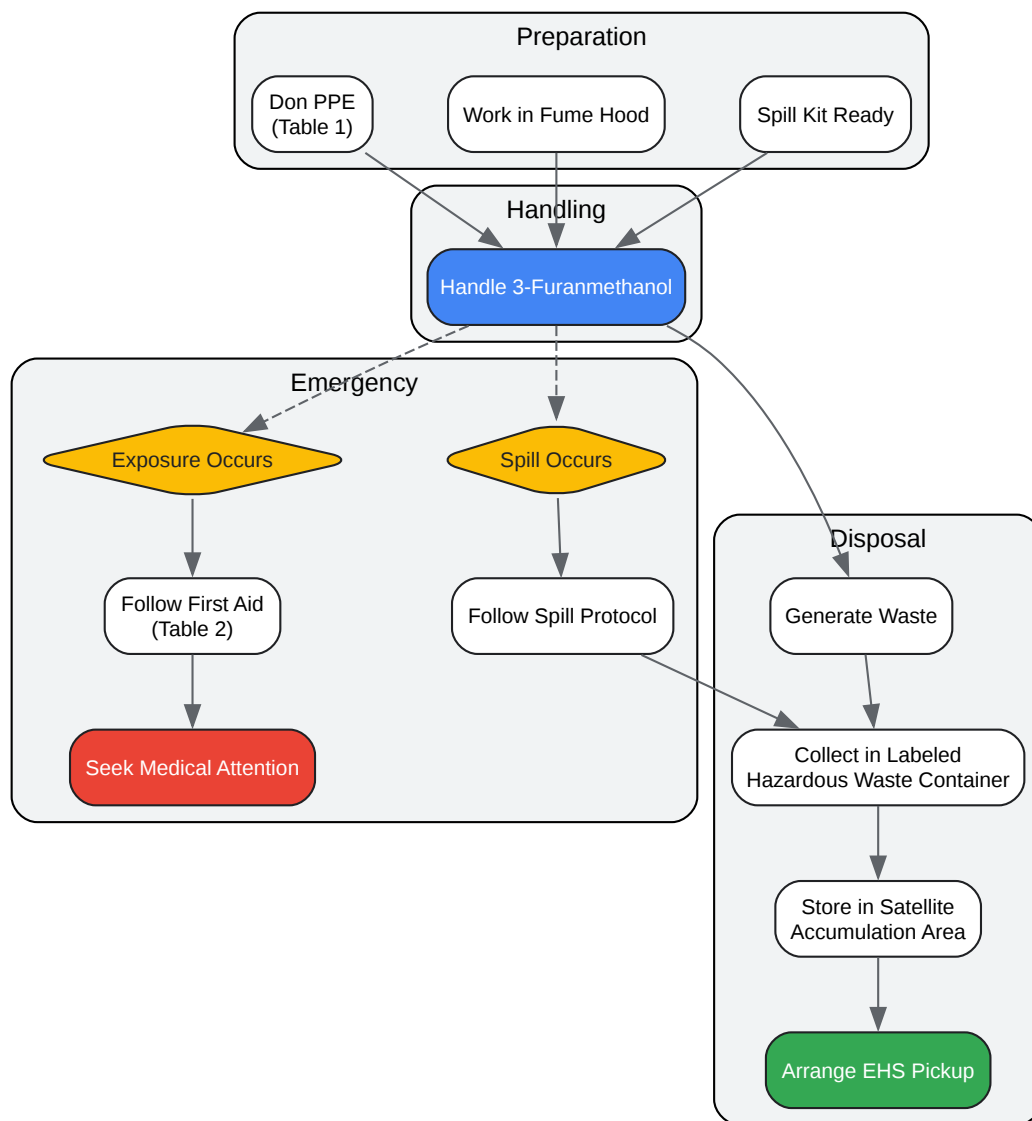 Preparation
Don PPE
(Table 1)
Work in Fume Hood
Spill Kit Ready
Handling
Handle 3-Furanmethanol
Emergency
Exposure Occurs
Spill Occurs
Disposal
Follow First Aid
(Table 2)
Follow Spill Protocol
Generate Waste
Seek Medical Attention
Collect in Labeled
Hazardous Waste Container
Store in Satellite
Accumulation Area
Arrange EHS Pickup